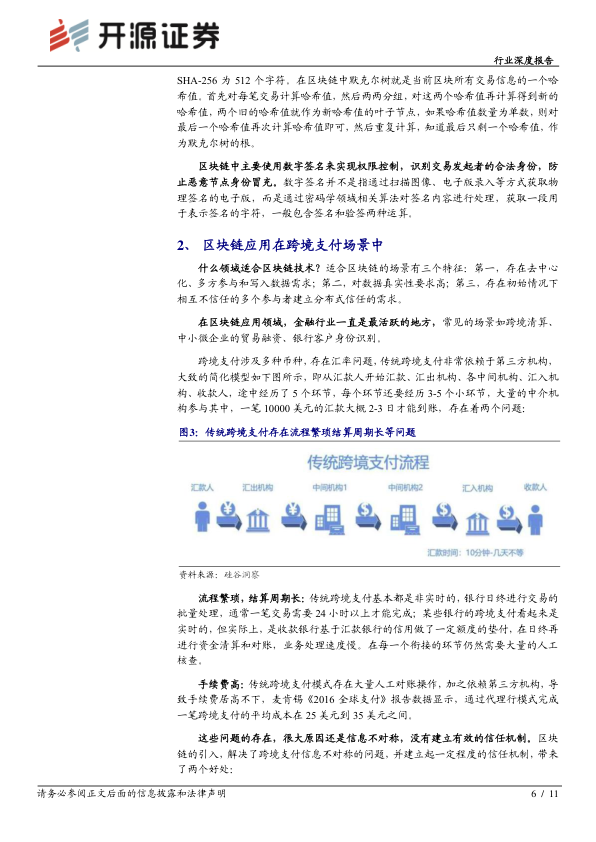 开源证券
行业深度报告
SHA-256 为 512 个字符。在区块链中默克尔树就是当前区块所有交易信息的一个哈
希值。首先对每笔交易计算哈希值，然后两两分组，对这两个哈希值再计算得到新的
哈希值，两个旧的哈希值就作为新哈希值的叶子节点，如果哈希值数量为单数，则对
最后一个哈希值再次计算哈希值即可，然后重复计算，知道最后只剩一个哈希值，作
为默克尔树的根。
区块链中主要使用数字签名来实现权限控制，识别交易发起者的合法身份，防
止恶意节点身份冒充。数字签名并不是指通过扫描图像、电子版录入等方式获取物
理签名的电子版，而是通过密码学领域相关算法对签名内容进行处理，获取一段用
于表示签名的字符，一般包含签名和验签两种运算。
2、 区块链应用在跨境支付场景中
什么领域适合区块链技术？适合区块链的场景有三个特征：第一，存在去中心
化、多方参与和写入数据需求；第二，对数据真实性要求高；第三，存在初始情况下
相互不信任的多个参与者建立分布式信任的需求。
在区块链应用领域，金融行业一直是最活跃的地方，常见的场景如跨境清算、
中小微企业的贸易融资、银行客户身份识别。
跨境支付涉及多种币种，存在汇率问题，传统跨境支付非常依赖于第三方机构，
大致的简化模型如下图所示，即从汇款人开始汇款、汇出机构、各中间机构、汇入机
构、收款人，途中经历了 5 个环节，每个环节还要经历 3-5 个小环节，大量的中介机
构参与其中，一笔 10000 美元的汇款大概 2-3 日才能到账，存在着两个问题：
图3：传统跨境支付存在流程繁琐结算周期长等问题
传统跨境支付流程
汇款人 汇出机构 中间机构1 中间机构2 汇入机构 收款人
汇款时间：10分钟-几天不等
资料来源：硅谷洞察
流程繁琐，结算周期长：传统跨境支付基本都是非实时的，银行日终进行交易的
批量处理，通常一笔交易需要 24 小时以上才能完成；某些银行的跨境支付看起来是
实时的，但实际上，是收款银行基于汇款银行的信用做了一定额度的垫付，在日终再
进行资金清算和对账，业务处理速度慢。在每一个衔接的环节仍然需要大量的人工
核查。
手续费高：传统跨境支付模式存在大量人工对账操作，加之依赖第三方机构，导
致手续费居高不下，麦肯锡《2016 全球支付》报告数据显示，通过代理行模式完成
一笔跨境支付的平均成本在 25 美元到 35 美元之间。
这些问题的存在，很大原因还是信息不对称，没有建立有效的信任机制。区块
链的引入，解决了跨境支付信息不对称的问题，并建立起一定程度的信任机制，带来
了两个好处：
请务必参阅正文后面的信息披露和法律声明
6 / 11